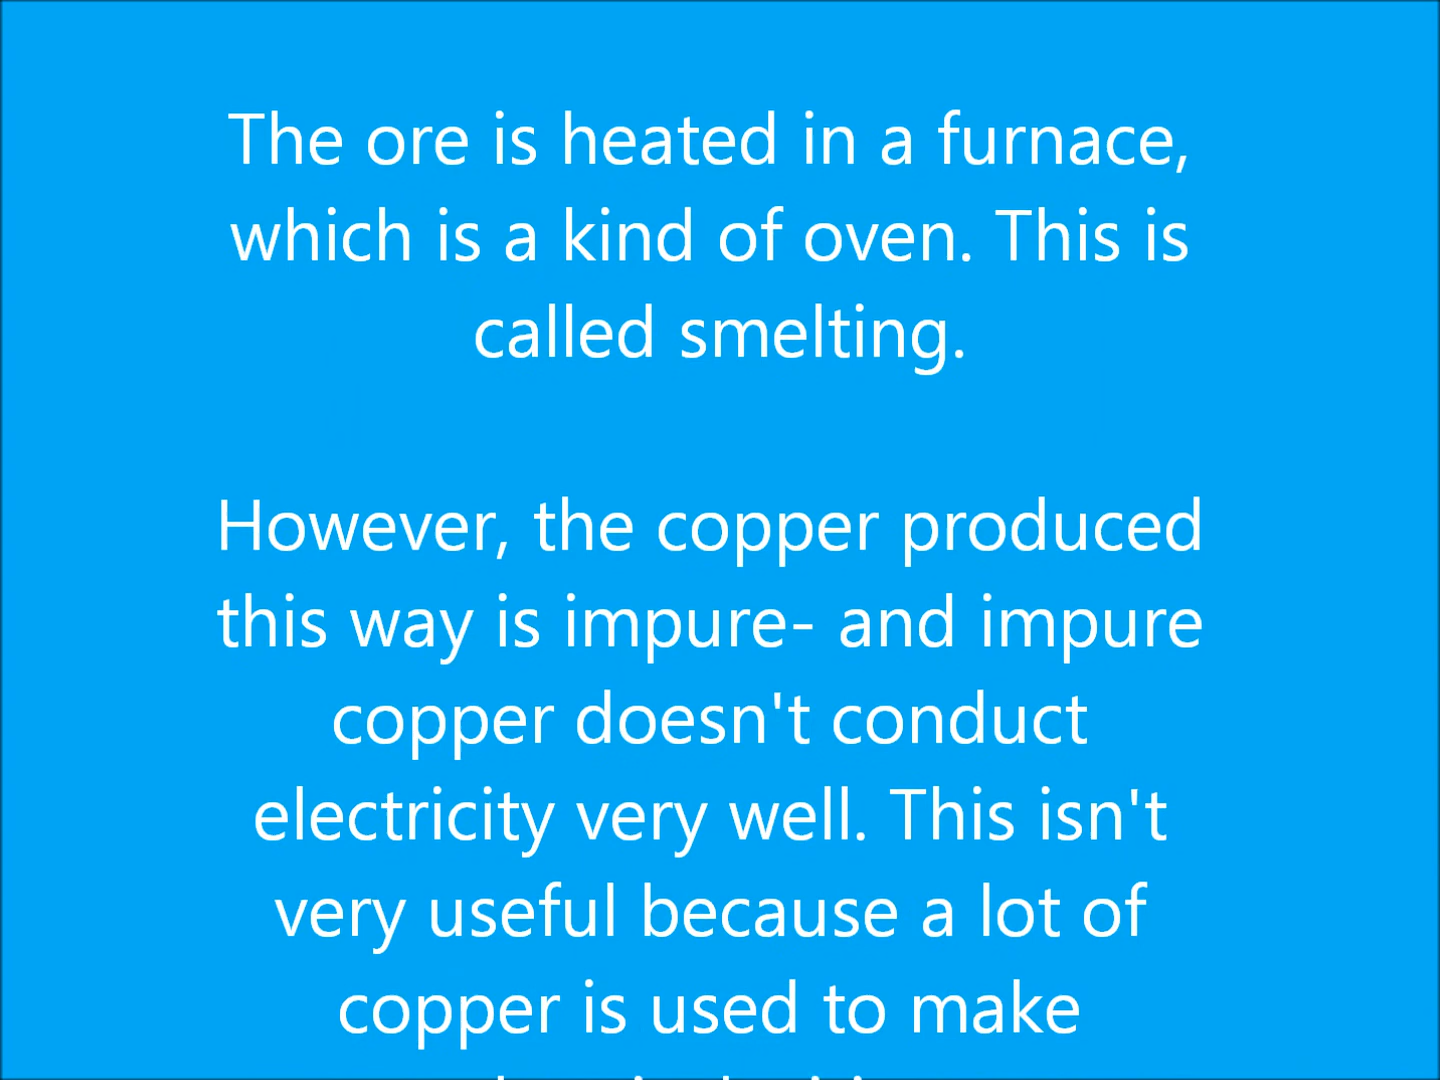 The ore is heated in a furnace,
which is a kind of oven. This is
called smelting.
However, the copper produced
this way is impure- and impure
copper doesn't conduct
electricity very well. This isn't
very useful because a lot of
copper is used to make